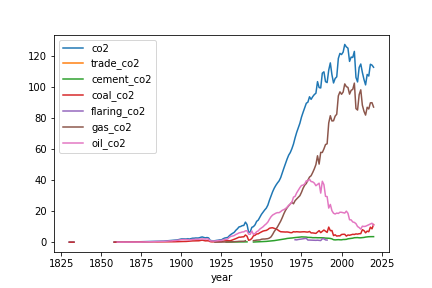 co2
trade_co2
cement_co2
coal_co2
flaring_co2
gas_co2
oil_co2
120
100
80
60
40
20
0
1825 1850 1875 1900 1925 1950 1975 2000 2025
year